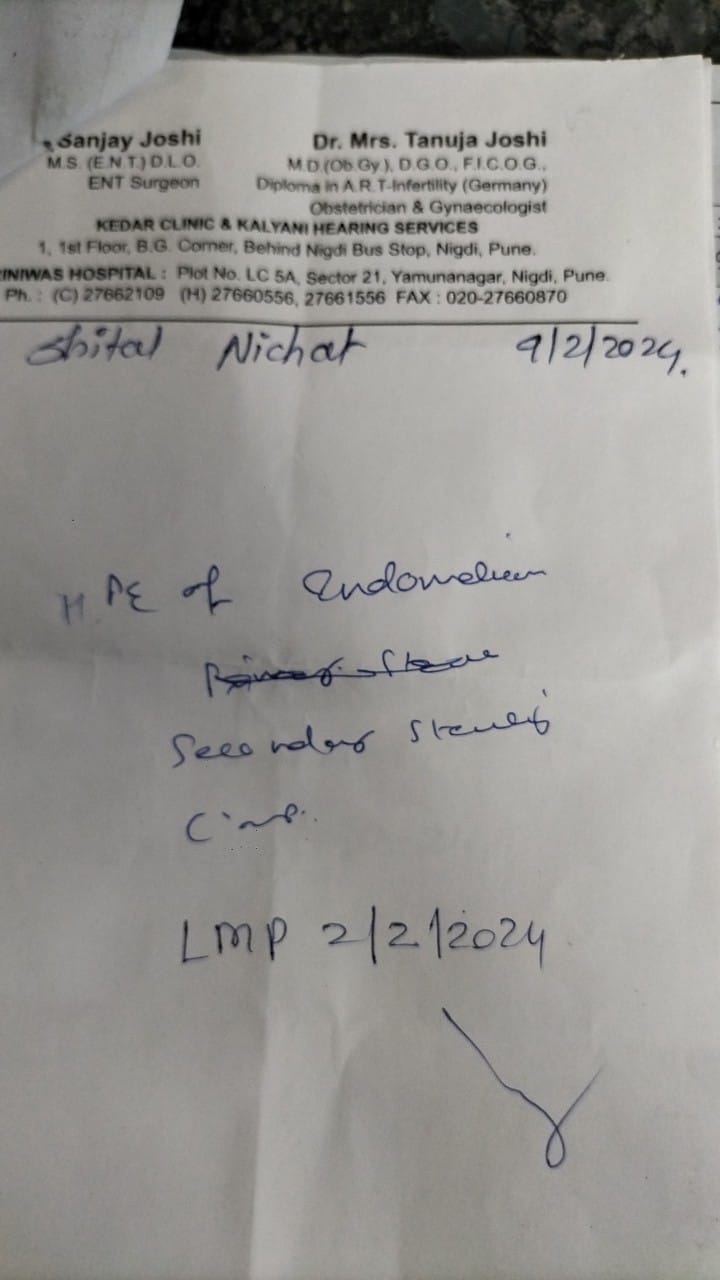 Sanjay Joshi
M.S. (E.N.T) D.L.O.
ENT Surgeon
Dr. Mrs. Tanuja Joshi
M.D.(Ob.Gy.), D.G.O., F.I.C.O.G.,
Diploma in A.R.T-Infertility (Germany)
Obstetrician & Gynaecologist
KEDAR CLINIC & KALYANI HEARING SERVICES
1, 1st Floor, B.G. Corner, Behind Nigdi Bus Stop, Nigdi, Pune.
RINIWAS HOSPITAL : Plot No. LC 5A, Sector 21, Yamunanagar, Nigdi, Pune.
Ph. : (C) 27662109 (H) 27660556, 27661556 FAX : 020-27660870
Shital Nichat 9/2/2024.
HPE of
LMP 2/2/2024